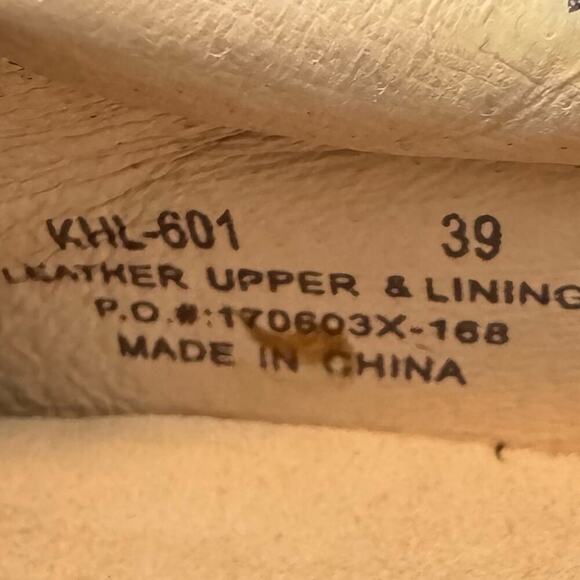 KHL-601 39
LEATHER UPPER & LINING
P.O.#:170603X-168
MADE IN CHINA